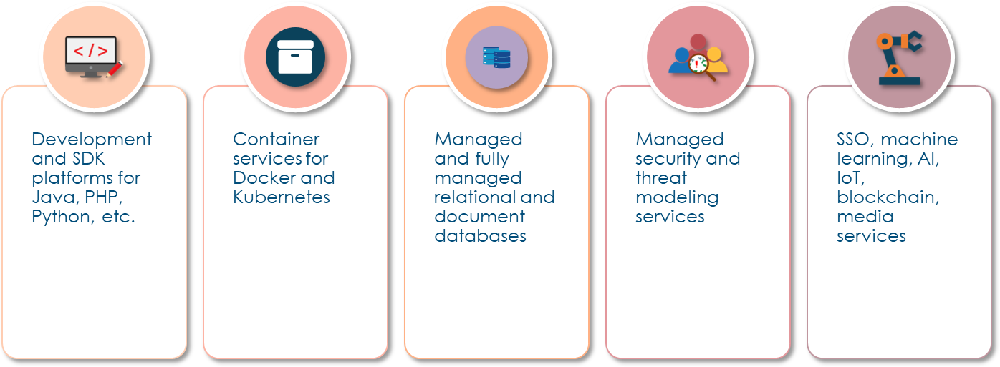 </>
Development
and SDK
platforms for
Java, PHP,
Python, etc.
Container
services for
Docker and
Kubernetes
Managed
and fully
managed
relational and
document
databases
!
Managed
security and
threat
modeling
services
SSO, machine
learning, AI,
IoT,
blockchain,
media
services